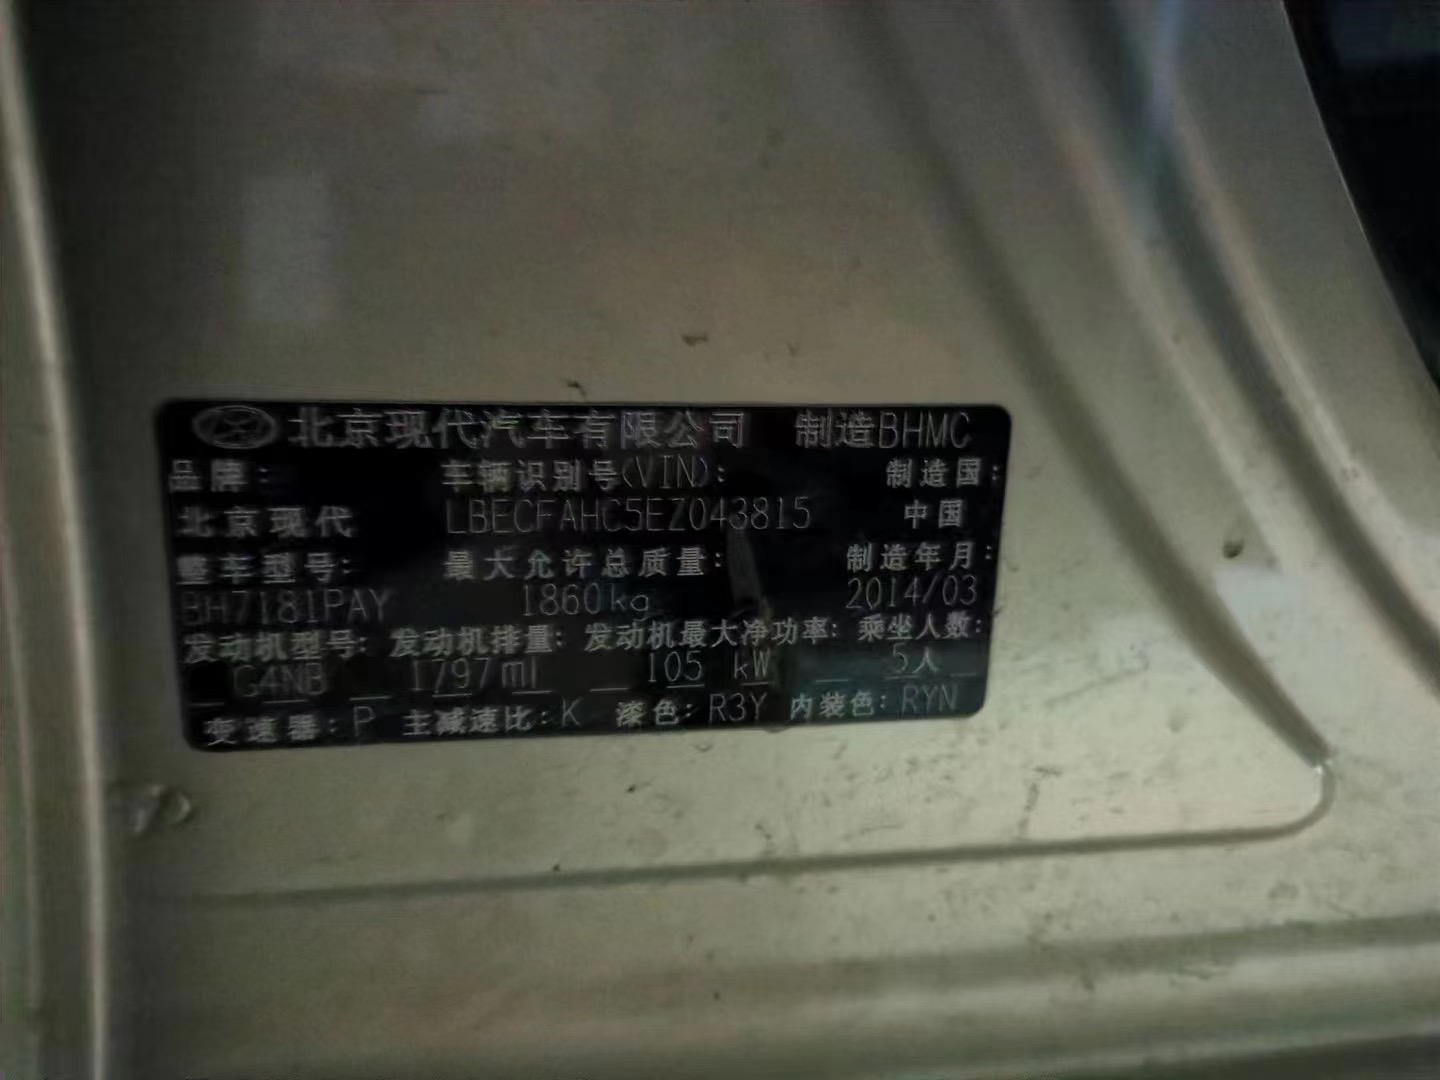 北京现代汽车有限公司 制造BHMC
品牌: 车辆识别号(VIN): 制造国:
北京现代 LBECFAHC5EZ043815 中国
整车型号: 最大允许总质量: 制造年月:
BH7181PAY 1860kg 2014/03
发动机型号: 发动机排量: 发动机最大净功率: 乘坐人数:
G4NB 1797ml 105 kW 5人
变速器: P 主减速比: K 漆色: R3Y 内装色: RYN